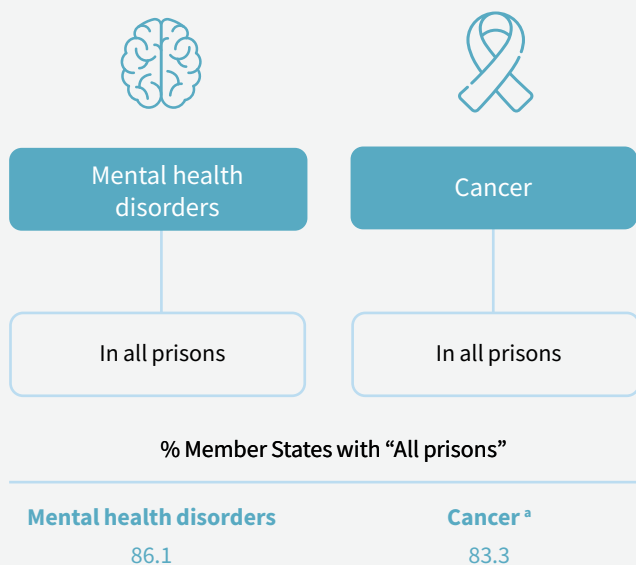 Mental health
disorders
Cancer
In all prisons
In all prisons
% Member States with “All prisons”
Mental health disorders
Cancer ᵃ
86.1
83.3